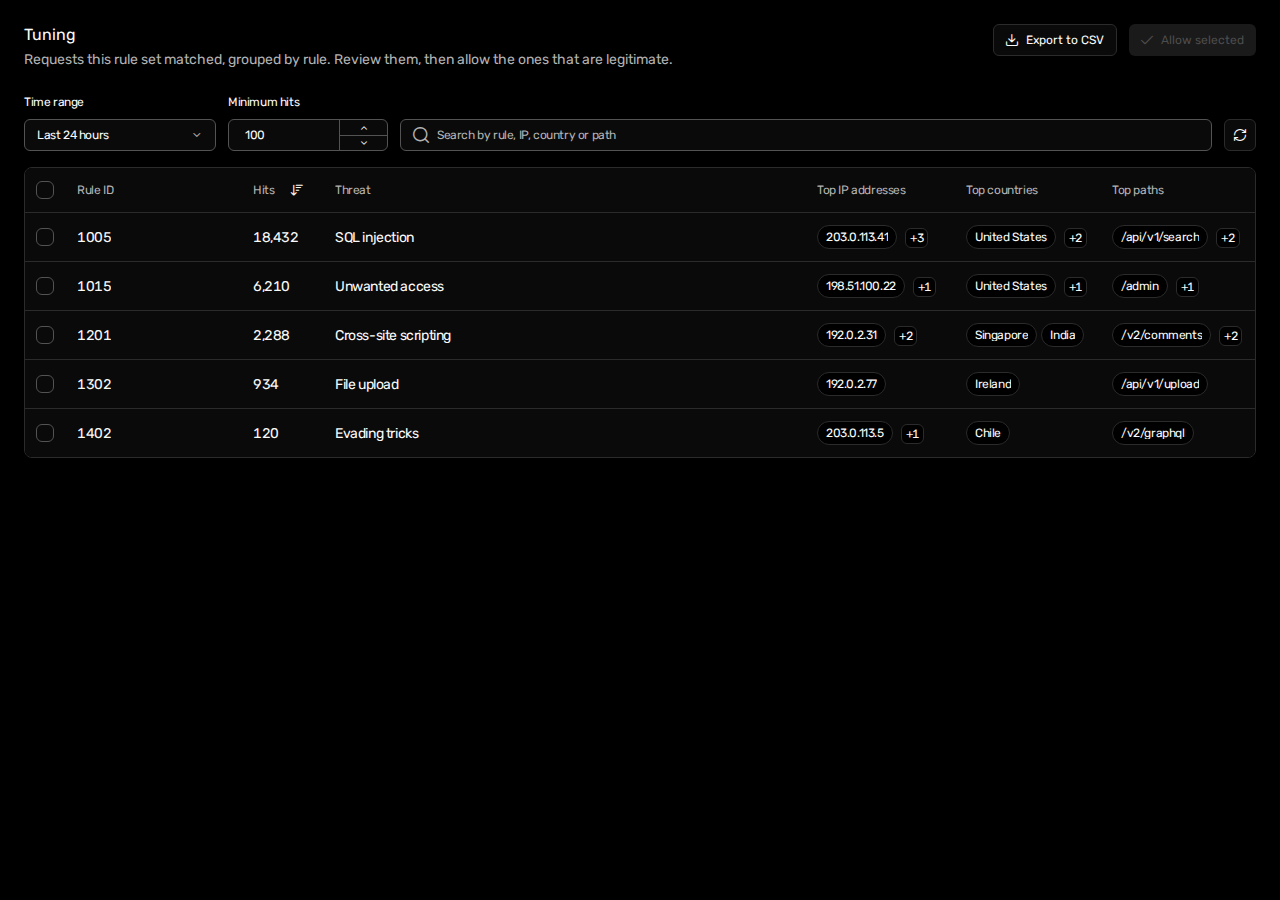 Tuning
Export to CSV
Allow selected
Requests this rule set matched, grouped by rule. Review them, then allow the ones that are legitimate.
Time range
Minimum hits
Last 24 hours
100
Search by rule, IP, country or path
Rule ID Hits Threat Top IP addresses Top countries Top paths
1005 18,432 SQL injection 203.0.113.41 +3 United States +2 /api/v1/search +2
1015 6,210 Unwanted access 198.51.100.22 +1 United States +1 /admin +1
1201 2,288 Cross-site scripting 192.0.2.31 +2 Singapore India /v2/comments +2
1302 934 File upload 192.0.2.77 Ireland /api/v1/upload
1402 120 Evading tricks 203.0.113.5 +1 Chile /v2/graphql